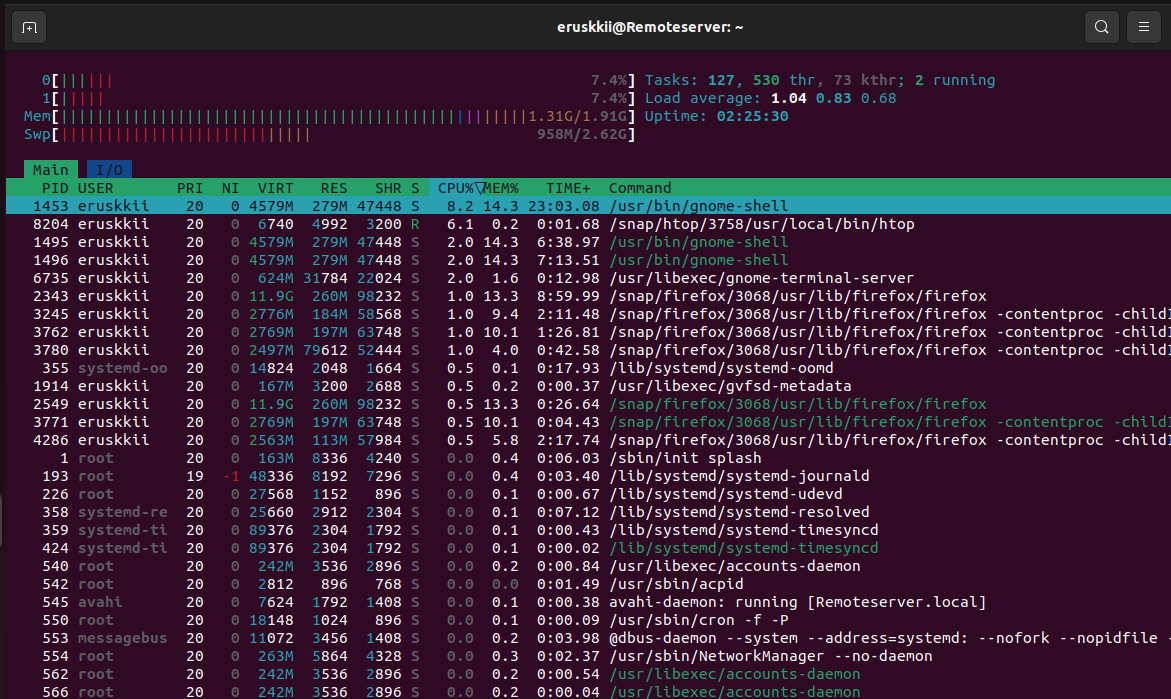 eruskkii@Remoteserver: ~
0[|||||| 7.4%] Tasks: 127, 530 thr, 73 kthr; 2 running
1[||||| 7.4%] Load average: 1.04 0.83 0.68
Mem[||||||||||||||||||||||||||||||||||||||||||||||||||||1.31G/1.91G] Uptime: 02:25:30
Swp[|||||||||||||||||||||||||||| 958M/2.62G]
Main I/O
PID USER PRI NI VIRT RES SHR S CPU%▽MEM% TIME+ Command
1453 eruskkii 20 0 4579M 279M 47448 S 8.2 14.3 23:03.08 /usr/bin/gnome-shell
8204 eruskkii 20 0 6740 4992 3200 R 6.1 0.2 0:01.68 /snap/htop/3758/usr/local/bin/htop
1495 eruskkii 20 0 4579M 279M 47448 S 2.0 14.3 6:38.97 /usr/bin/gnome-shell
1496 eruskkii 20 0 4579M 279M 47448 S 2.0 14.3 7:13.51 /usr/bin/gnome-shell
6735 eruskkii 20 0 624M 31784 22024 S 2.0 1.6 0:12.98 /usr/libexec/gnome-terminal-server
2343 eruskkii 20 0 11.9G 260M 98232 S 1.0 13.3 8:59.99 /snap/firefox/3068/usr/lib/firefox/firefox
3245 eruskkii 20 0 2776M 184M 58568 S 1.0 9.4 2:11.48 /snap/firefox/3068/usr/lib/firefox/firefox -contentproc -childI
3762 eruskkii 20 0 2769M 197M 63748 S 1.0 10.1 1:26.81 /snap/firefox/3068/usr/lib/firefox/firefox -contentproc -childI
3780 eruskkii 20 0 2497M 79612 52444 S 1.0 4.0 0:42.58 /snap/firefox/3068/usr/lib/firefox/firefox -contentproc -childI
355 systemd-oo 20 0 14824 2048 1664 S 0.5 0.1 0:17.93 /lib/systemd/systemd-oomd
1914 eruskkii 20 0 167M 3200 2688 S 0.5 0.2 0:00.37 /usr/libexec/gvfsd-metadata
2549 eruskkii 20 0 11.9G 260M 98232 S 0.5 13.3 0:26.64 /snap/firefox/3068/usr/lib/firefox/firefox
3771 eruskkii 20 0 2769M 197M 63748 S 0.5 10.1 0:04.43 /snap/firefox/3068/usr/lib/firefox/firefox -contentproc -childI
4286 eruskkii 20 0 2563M 113M 57984 S 0.5 5.8 2:17.74 /snap/firefox/3068/usr/lib/firefox/firefox -contentproc -childI
1 root 20 0 163M 8336 4240 S 0.0 0.4 0:06.03 /sbin/init splash
193 root 19 -1 48336 8192 7296 S 0.0 0.4 0:03.40 /lib/systemd/systemd-journald
226 root 20 0 27568 1152 896 S 0.0 0.1 0:00.67 /lib/systemd/systemd-udevd
358 systemd-re 20 0 25660 2912 2304 S 0.0 0.1 0:07.12 /lib/systemd/systemd-resolved
359 systemd-ti 20 0 89376 2304 1792 S 0.0 0.1 0:00.43 /lib/systemd/systemd-timesyncd
424 systemd-ti 20 0 89376 2304 1792 S 0.0 0.1 0:00.02 /lib/systemd/systemd-timesyncd
540 root 20 0 242M 3536 2896 S 0.0 0.2 0:00.84 /usr/libexec/accounts-daemon
542 root 20 0 2812 896 768 S 0.0 0.0 0:01.49 /usr/sbin/acpid
545 avahi 20 0 7624 1792 1408 S 0.0 0.1 0:00.38 avahi-daemon: running [Remoteserver.local]
550 root 20 0 18148 1024 896 S 0.0 0.1 0:00.09 /usr/sbin/cron -f -P
553 messagebus 20 0 11072 3456 1408 S 0.0 0.2 0:03.98 @dbus-daemon --system --address=systemd: --nofork --nopidfile -
554 root 20 0 263M 5864 4328 S 0.0 0.3 0:02.37 /usr/sbin/NetworkManager --no-daemon
562 root 20 0 242M 3536 2896 S 0.0 0.2 0:00.54 /usr/libexec/accounts-daemon
566 root 20 0 242M 3536 2896 S 0.0 0.2 0:00.04 /usr/libexec/accounts-daemon